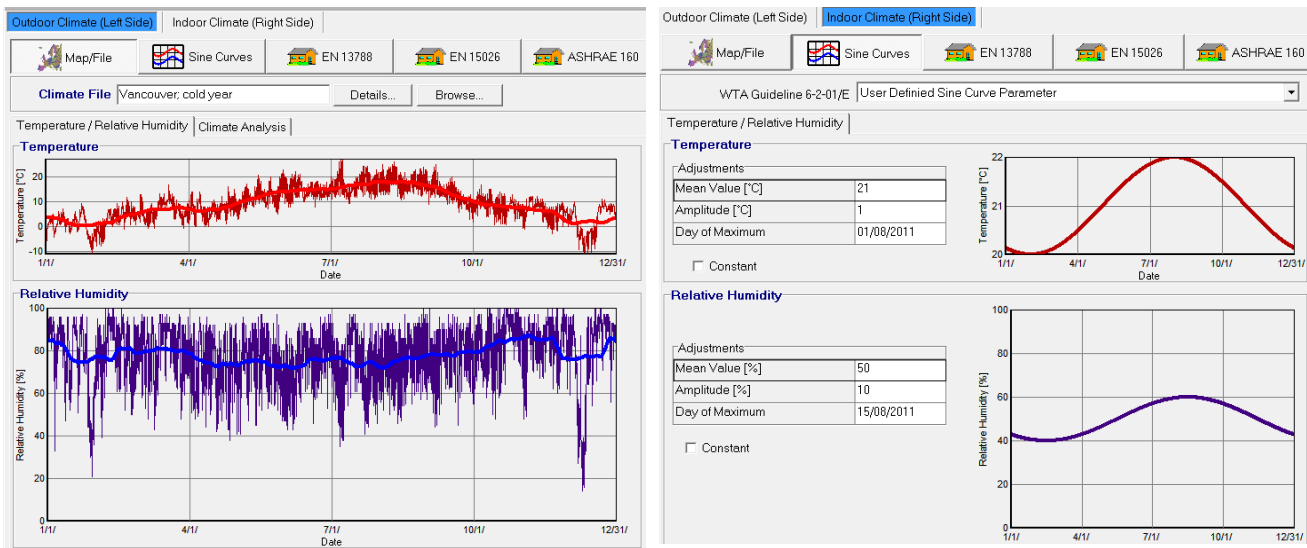 Outdoor Climate (Left Side) Indoor Climate (Right Side)
Map/File Sine Curves EN 13788 EN 15026 ASHRAE 160
Climate File Vancouver; cold year Details... Browse...
Temperature / Relative Humidity Climate Analysis
Temperature
Temperature [°C]
20
10
0
-10
1/1/ 4/1/ 7/1/ 10/1/ 12/31/
Date
Relative Humidity
Relative Humidity [%]
100
80
60
40
20
0
1/1/ 4/1/ 7/1/ 10/1/ 12/31/
Date
Outdoor Climate (Left Side) Indoor Climate (Right Side)
Map/File Sine Curves EN 13788 EN 15026 ASHRAE 160
WTA Guideline 6-2-01/E User Definied Sine Curve Parameter
Temperature / Relative Humidity
Temperature
Adjustments
Mean Value [°C] 21
Amplitude [°C] 1
Day of Maximum 01/08/2011
Constant
Temperature [°C]
22
21
20
1/1/ 4/1/ 7/1/ 10/1/ 12/31/
Date
Relative Humidity
Adjustments
Mean Value [%] 50
Amplitude [%] 10
Day of Maximum 15/08/2011
Constant
Relative Humidity [%]
100
80
60
40
20
0
1/1/ 4/1/ 7/1/ 10/1/ 12/31/